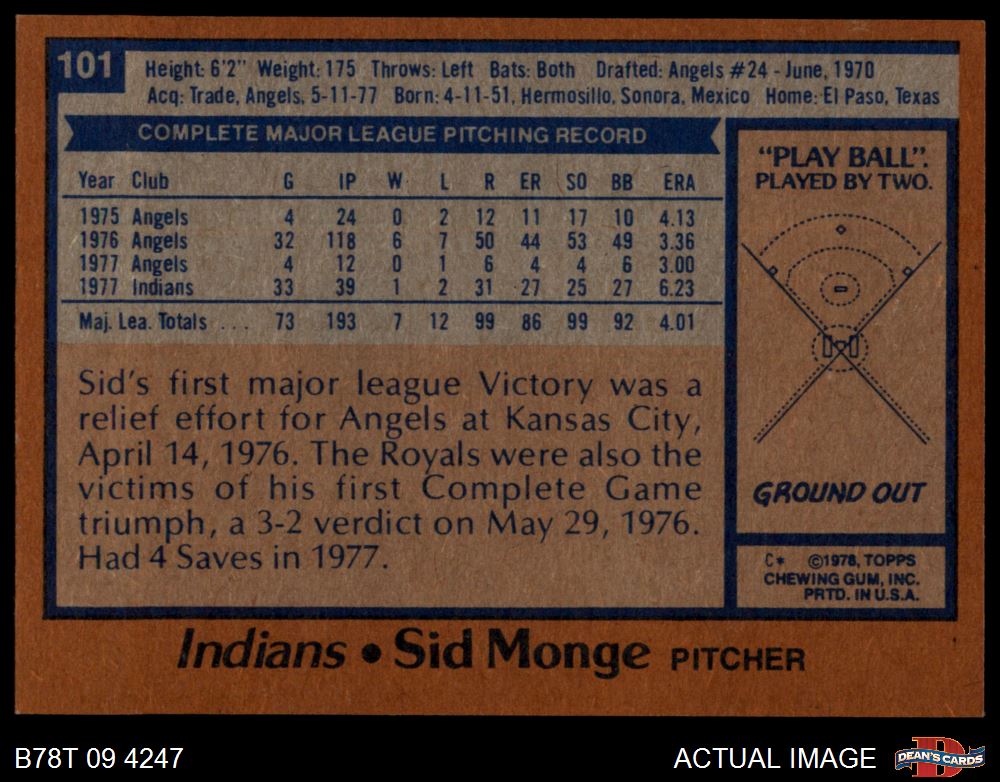 101
Height: 6'2" Weight: 175 Throws: Left Bats: Both Drafted: Angels #24 - June, 1970
Acq: Trade, Angels, 5-11-77 Born: 4-11-51, Hermosillo, Sonora, Mexico Home: El Paso, Texas
COMPLETE MAJOR LEAGUE PITCHING RECORD
Year Club G IP W L R ER SO BB ERA
1975 Angels 4 24 0 2 12 11 17 10 4.13
1976 Angels 32 118 6 7 50 44 53 49 3.36
1977 Angels 4 12 0 1 6 4 4 6 3.00
1977 Indians 33 39 1 2 31 27 25 27 6.23
Maj. Lea. Totals . . . 73 193 7 12 99 86 99 92 4.01
Sid's first major league Victory was a
relief effort for Angels at Kansas City,
April 14, 1976. The Royals were also the
victims of his first Complete Game
triumph, a 3-2 verdict on May 29, 1976.
Had 4 Saves in 1977.
"PLAY BALL".
PLAYED BY TWO.
GROUND OUT
C* ©1978, TOPPS
CHEWING GUM, INC.
PRTD. IN U.S.A.
Indians • Sid Monge PITCHER
B78T 09 4247
ACTUAL IMAGE
D
DEAN'S CARDS